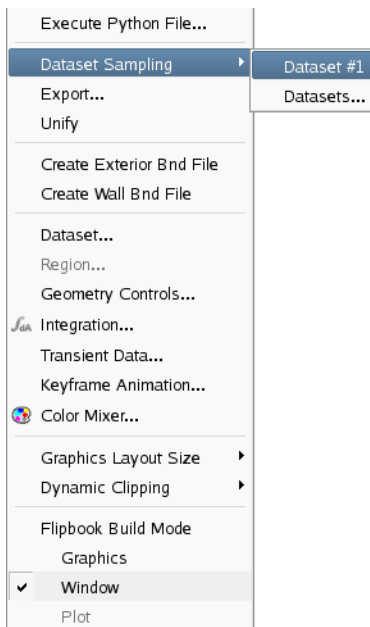 Execute Python File...
Dataset Sampling
Dataset #1
Export...
Datasets...
Unify
Create Exterior Bnd File
Create Wall Bnd File
Dataset...
Region...
Geometry Controls...
∫dA Integration...
Transient Data...
Keyframe Animation...
Color Mixer...
Graphics Layout Size
Dynamic Clipping
Flipbook Build Mode
Graphics
Window
Plot